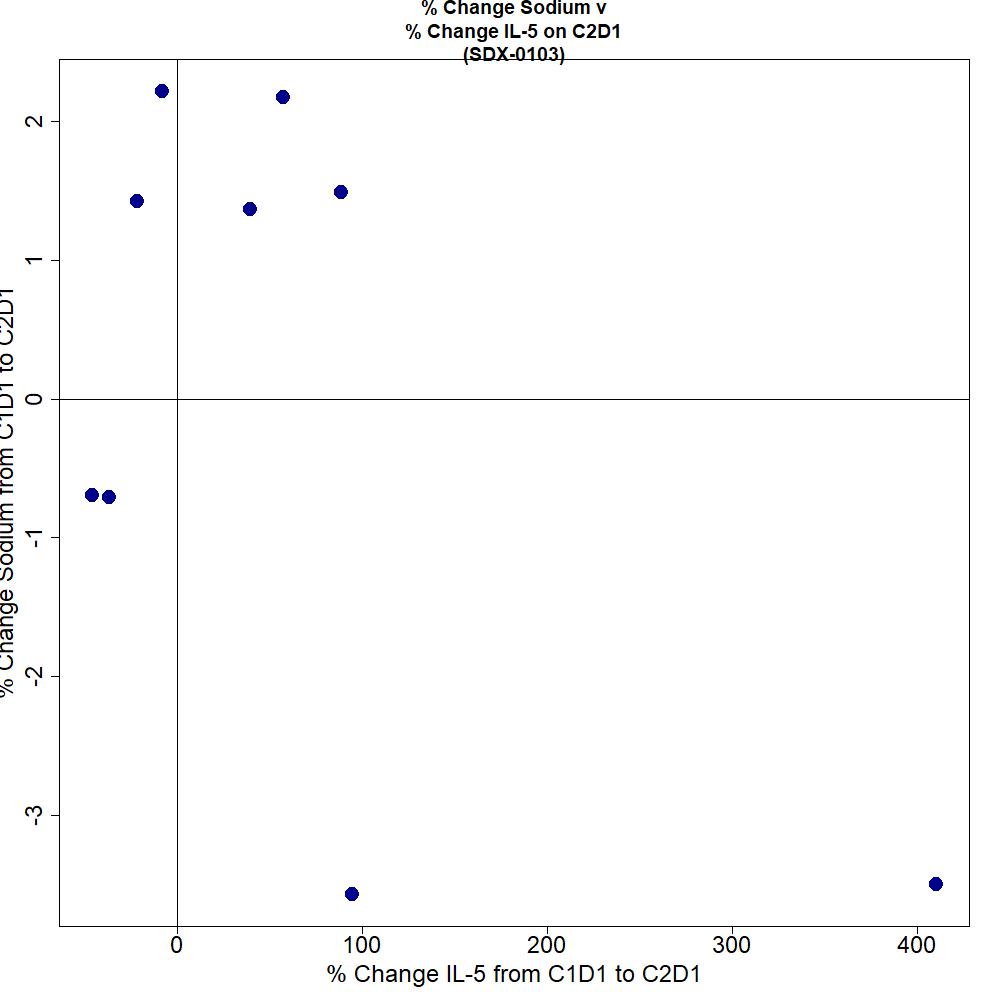 % Change Sodium v
% Change IL-5 on C2D1
(SDX-0103)
% Change Sodium from C1D1 to C2D1
2
1
0
-1
-2
-3
0
100
200
300
400
% Change IL-5 from C1D1 to C2D1